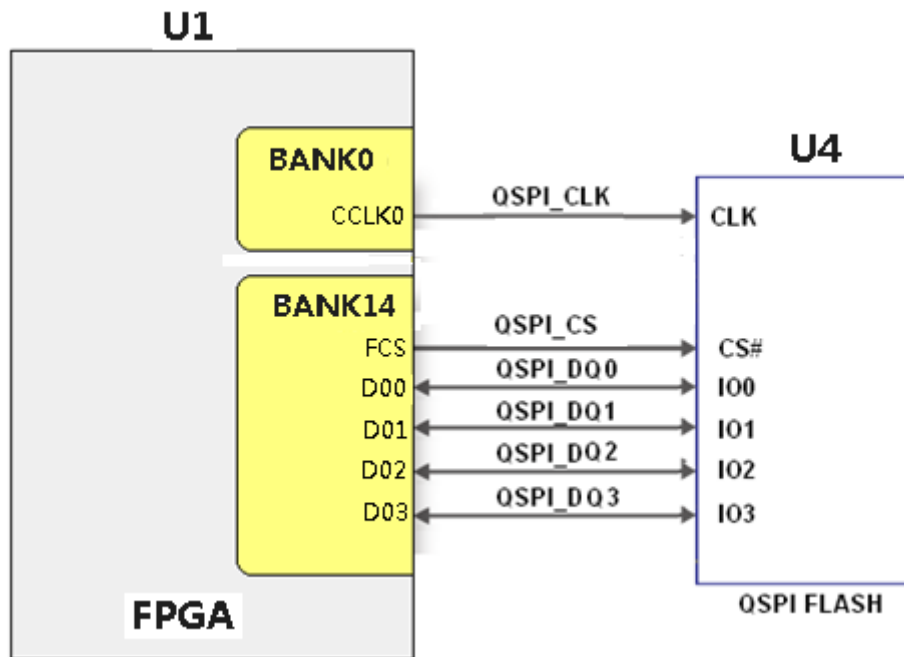 U1
U4
BANK0
CCLK0
QSPI_CLK
CLK
BANK14
FCS
QSPI_CS
CS#
D00
QSPI_DQ0
IO0
D01
QSPI_DQ1
IO1
D02
QSPI_DQ2
IO2
D03
QSPI_DQ3
IO3
FPGA
QSPI FLASH